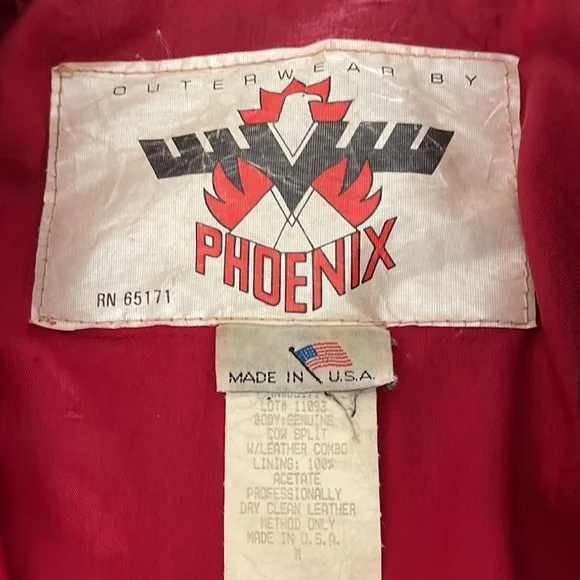 OUTERWEAR BY
PHOENIX
RN 65171
MADE IN U.S.A.
LOT# 11093
BODY:GENUINE
COW SPLIT
W/LEATHER COMBO
LINING: 100%
ACETATE
PROFESSIONALLY
DRY CLEAN LEATHER
METHOD ONLY
MADE IN U.S.A.
M